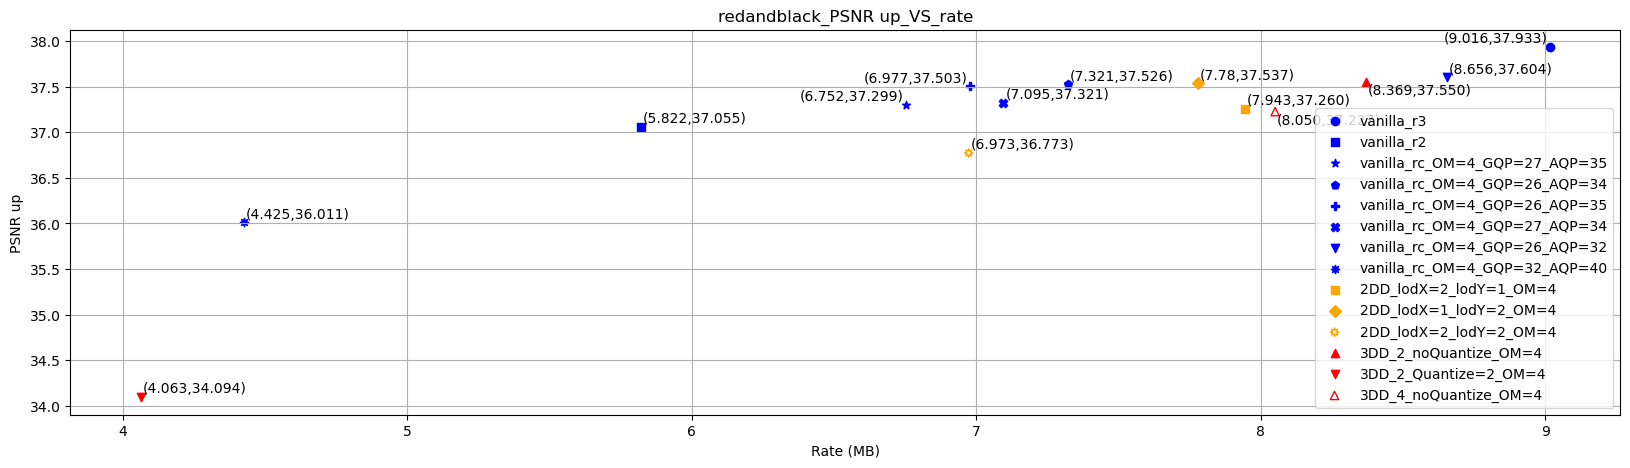 redandblack_PSNR up_VS_rate
PSNR up
38.0
37.5
37.0
36.5
36.0
35.5
35.0
34.5
34.0
(9.016,37.933)
(8.656,37.604)
(6.977,37.503)
(7.321,37.526)
(7.78,37.537)
(8.369,37.550)
(6.752,37.299)
(7.095,37.321)
(7.943,37.260)
(5.822,37.055)
(6.973,36.773)
(4.425,36.011)
(4.063,34.094)
vanilla_r3
vanilla_r2
vanilla_rc_OM=4_GQP=27_AQP=35
vanilla_rc_OM=4_GQP=26_AQP=34
vanilla_rc_OM=4_GQP=26_AQP=35
vanilla_rc_OM=4_GQP=27_AQP=34
vanilla_rc_OM=4_GQP=26_AQP=32
vanilla_rc_OM=4_GQP=32_AQP=40
2DD_lodX=2_lodY=1_OM=4
2DD_lodX=1_lodY=2_OM=4
2DD_lodX=2_lodY=2_OM=4
3DD_2_noQuantize_OM=4
3DD_2_Quantize=2_OM=4
3DD_4_noQuantize_OM=4
4
5
6
7
8
9
Rate (MB)